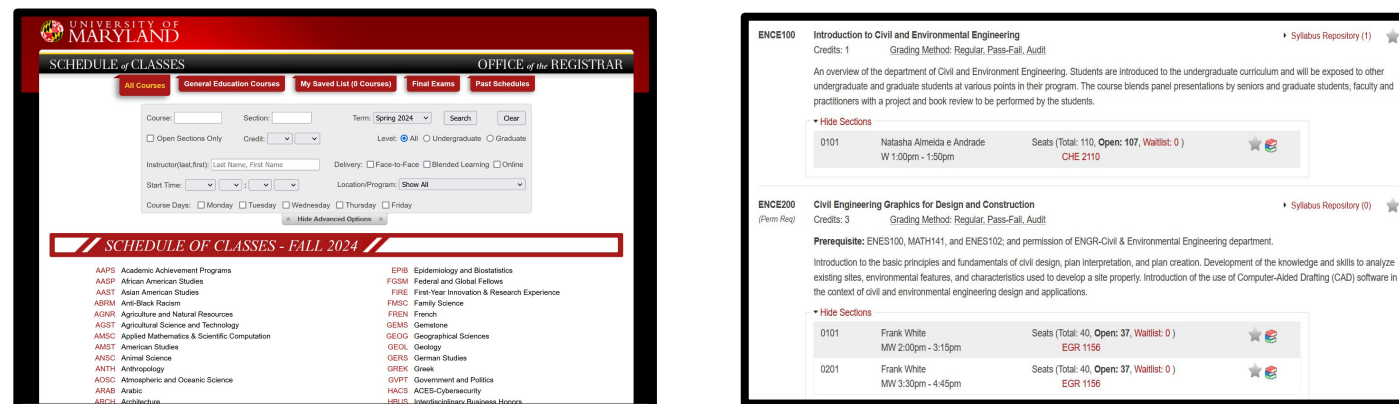 UNIVERSITY OF
MARYLAND
SCHEDULE of CLASSES
OFFICE of the REGISTRAR
All Courses
General Education Courses
My Saved List (0 Courses)
Final Exams
Past Schedules
Course:
Section:
Term: Spring 2024
Search
Clear
Open Sections Only
Credit:
Level: All Undergraduate Graduate
Instructor(last,first): Last Name, First Name
Delivery: Face-to-Face Blended Learning Online
Start Time: :
Location/Program: Show All
Course Days: Monday Tuesday Wednesday Thursday Friday
Hide Advanced Options
SCHEDULE OF CLASSES - FALL 2024
AAPS Academic Achievement Programs
AASP African American Studies
AAST Asian American Studies
ABRM Anti-Black Racism
AGNR Agriculture and Natural Resources
AGST Agricultural Science and Technology
AMSC Applied Mathematics & Scientific Computation
AMST American Studies
ANSC Animal Science
ANTH Anthropology
AOSC Atmospheric and Oceanic Science
ARAB Arabic
ARCH Architecture
EPIB Epidemiology and Biostatistics
FGSM Federal and Global Fellows
FIRE First-Year Innovation & Research Experience
FMSC Family Science
FREN French
GEMS Gemstone
GEOG Geographical Sciences
GEOL Geology
GERS German Studies
GREK Greek
GVPT Government and Politics
HACS ACES-Cybersecurity
HBUS Interdisciplinary Business Honors
ENCE100 Introduction to Civil and Environmental Engineering
Syllabus Repository (1)
Credits: 1 Grading Method: Regular, Pass-Fail, Audit
An overview of the department of Civil and Environment Engineering. Students are introduced to the undergraduate curriculum and will be exposed to other
undergraduate and graduate students at various points in their program. The course blends panel presentations by seniors and graduate students, faculty and
practitioners with a project and book review to be performed by the students.
Hide Sections
0101 Natasha Almeida e Andrade Seats (Total: 110, Open: 107, Waitlist: 0 )
W 1:00pm - 1:50pm CHE 2110
ENCE200 Civil Engineering Graphics for Design and Construction
Syllabus Repository (0)
(Perm Req) Credits: 3 Grading Method: Regular, Pass-Fail, Audit
Prerequisite: ENES100, MATH141, and ENES102; and permission of ENGR-Civil & Environmental Engineering department.
Introduction to the basic principles and fundamentals of civil design, plan interpretation, and plan creation. Development of the knowledge and skills to analyze
existing sites, environmental features, and characteristics used to develop a site properly. Introduction of the use of Computer-Aided Drafting (CAD) software in
the context of civil and environmental engineering design and applications.
Hide Sections
0101 Frank White Seats (Total: 40, Open: 37, Waitlist: 0 )
MW 2:00pm - 3:15pm EGR 1156
0201 Frank White Seats (Total: 40, Open: 37, Waitlist: 0 )
MW 3:30pm - 4:45pm EGR 1156